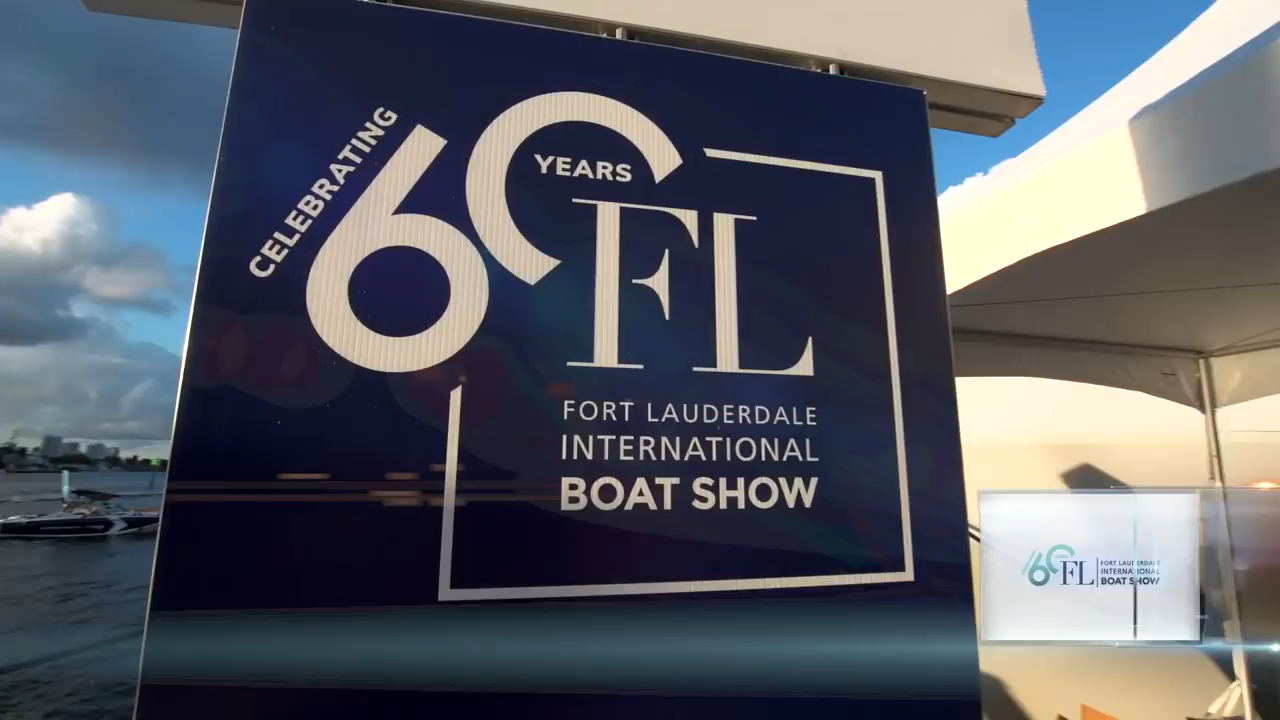 CELEBRATING
60
YEARS
FL
FORT LAUDERDALE
INTERNATIONAL
BOAT SHOW
60 FL
FORT LAUDERDALE
INTERNATIONAL
BOAT SHOW